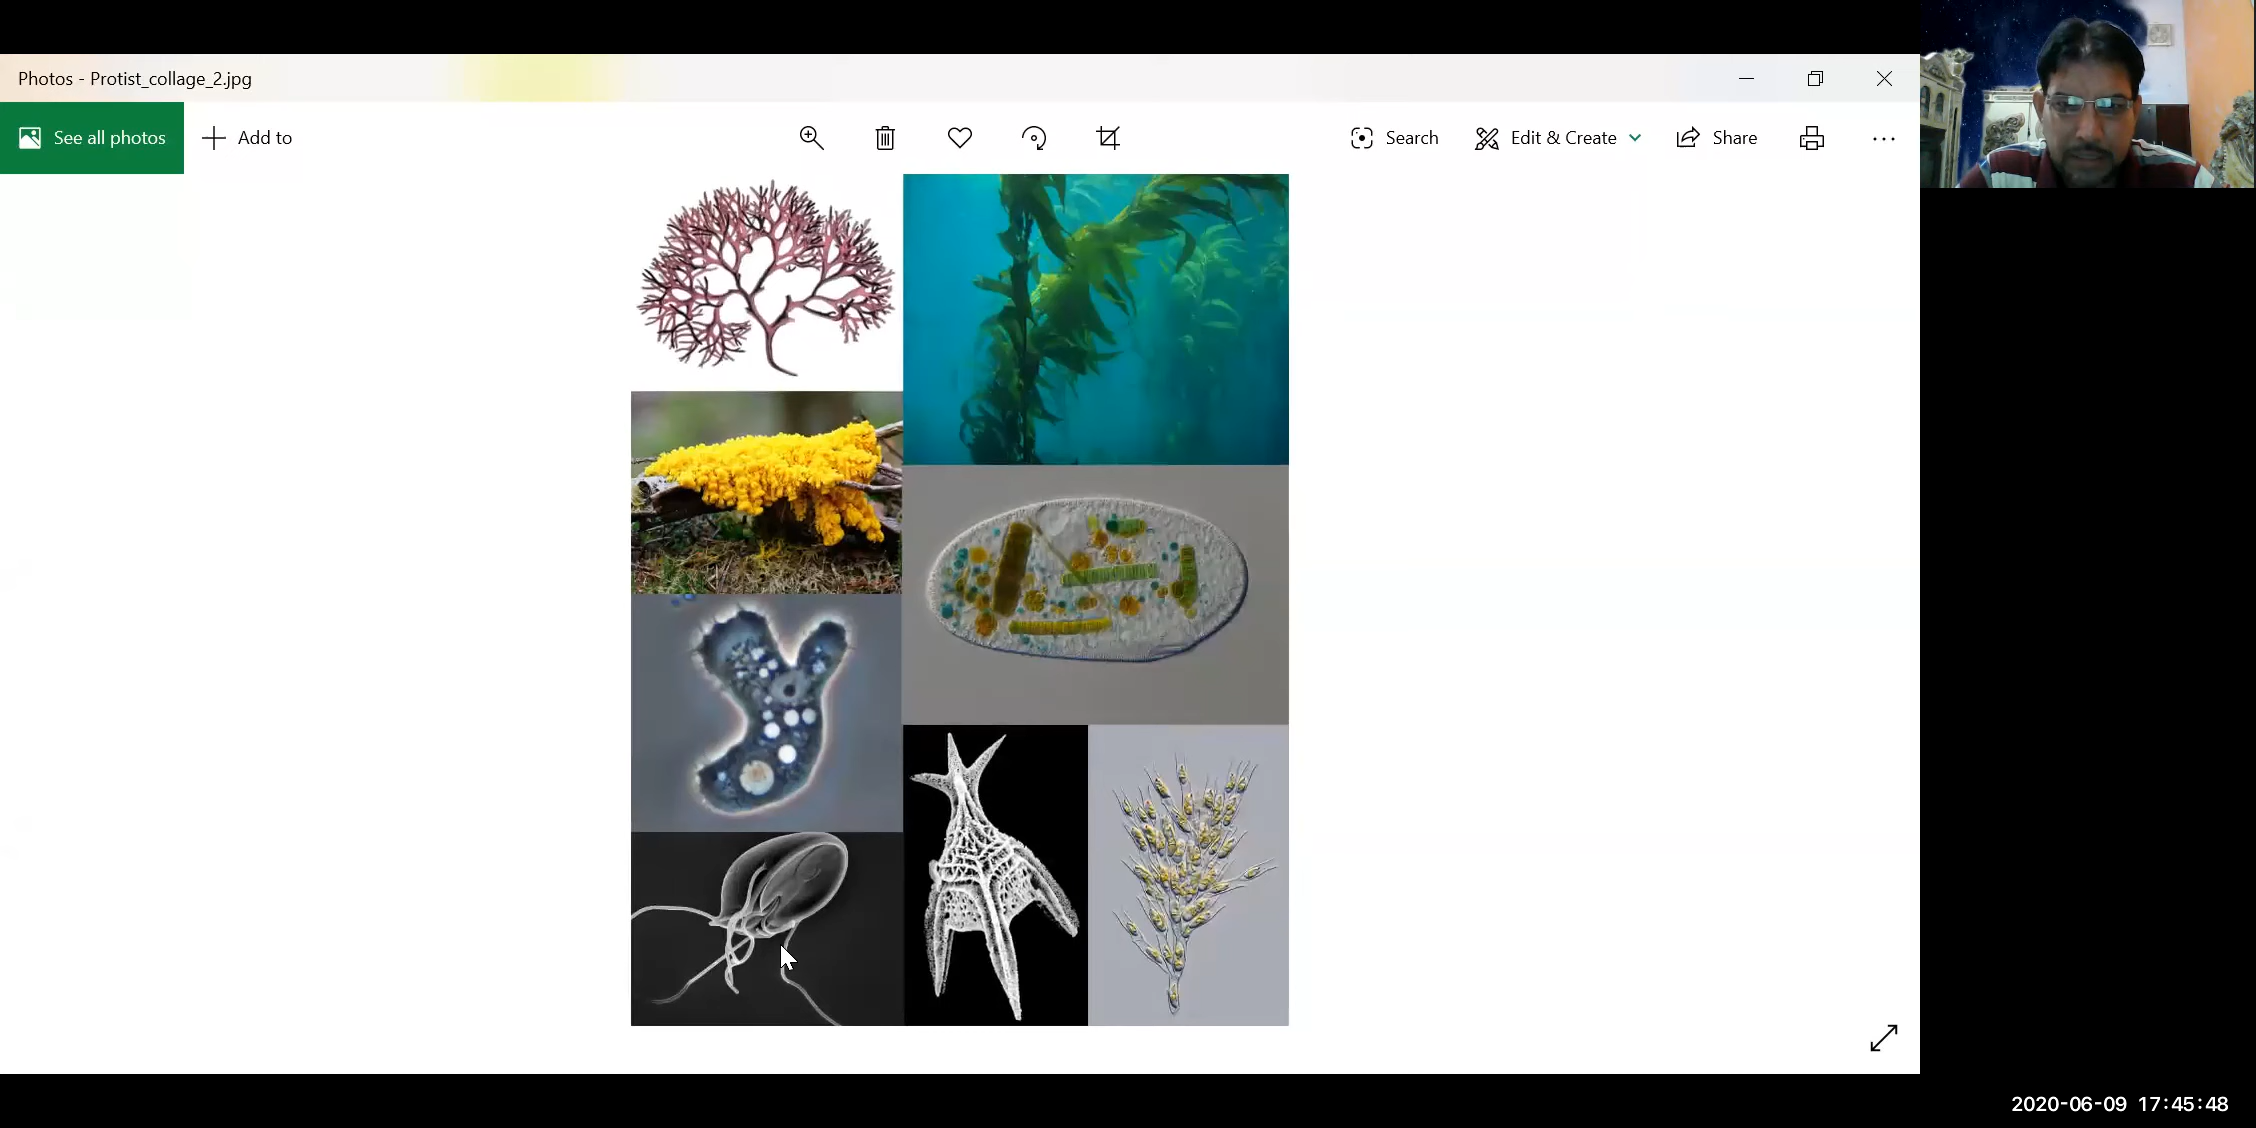 Photos - Protist_collage_2.jpg
See all photos
Add to
Search
Edit & Create
Share
2020-06-09 17:45:48